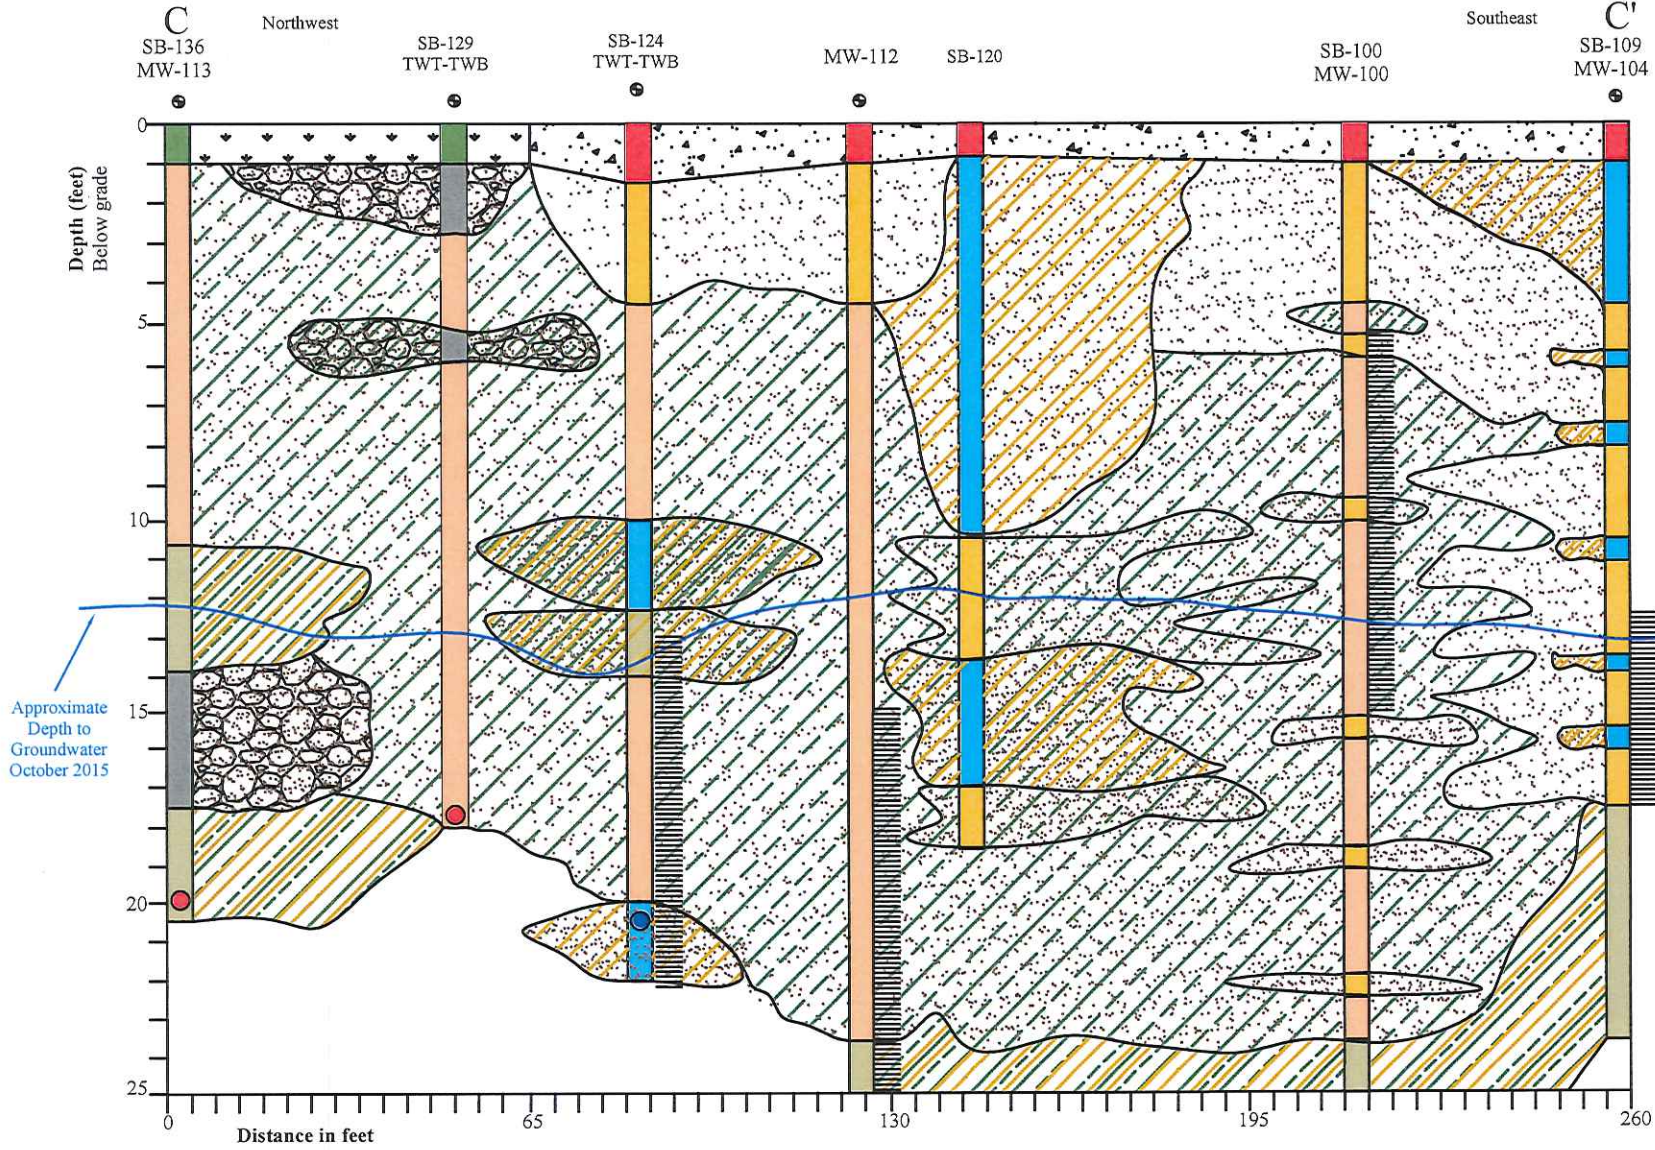 C
Northwest
Southeast
C'
SB-136
MW-113
SB-129
TWT-TWB
SB-124
TWT-TWB
MW-112
SB-120
SB-100
MW-100
SB-109
MW-104
Depth (feet)
Below grade
0
5
10
15
20
25
Approximate
Depth to
Groundwater
October 2015
0
65
130
195
260
Distance in feet